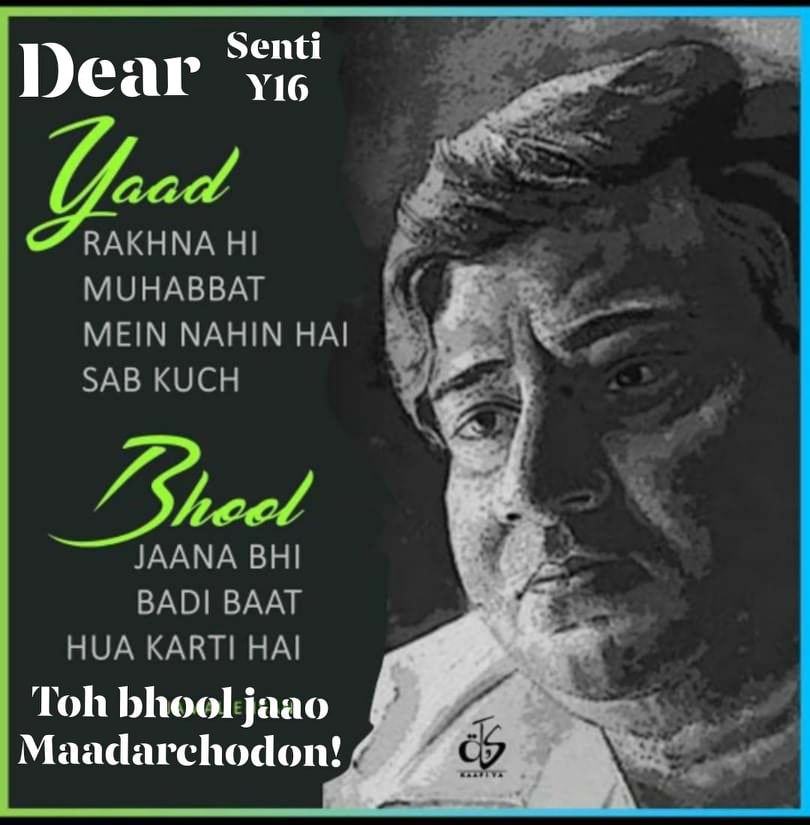 Dear Senti
Y16
Yaad
RAKHNA HI
MUHABBAT
MEIN NAHIN HAI
SAB KUCH
Bhool
JAANA BHI
BADI BAAT
HUA KARTI HAI
Toh bhool jaao
Maadarchodon!
KAAFIYA